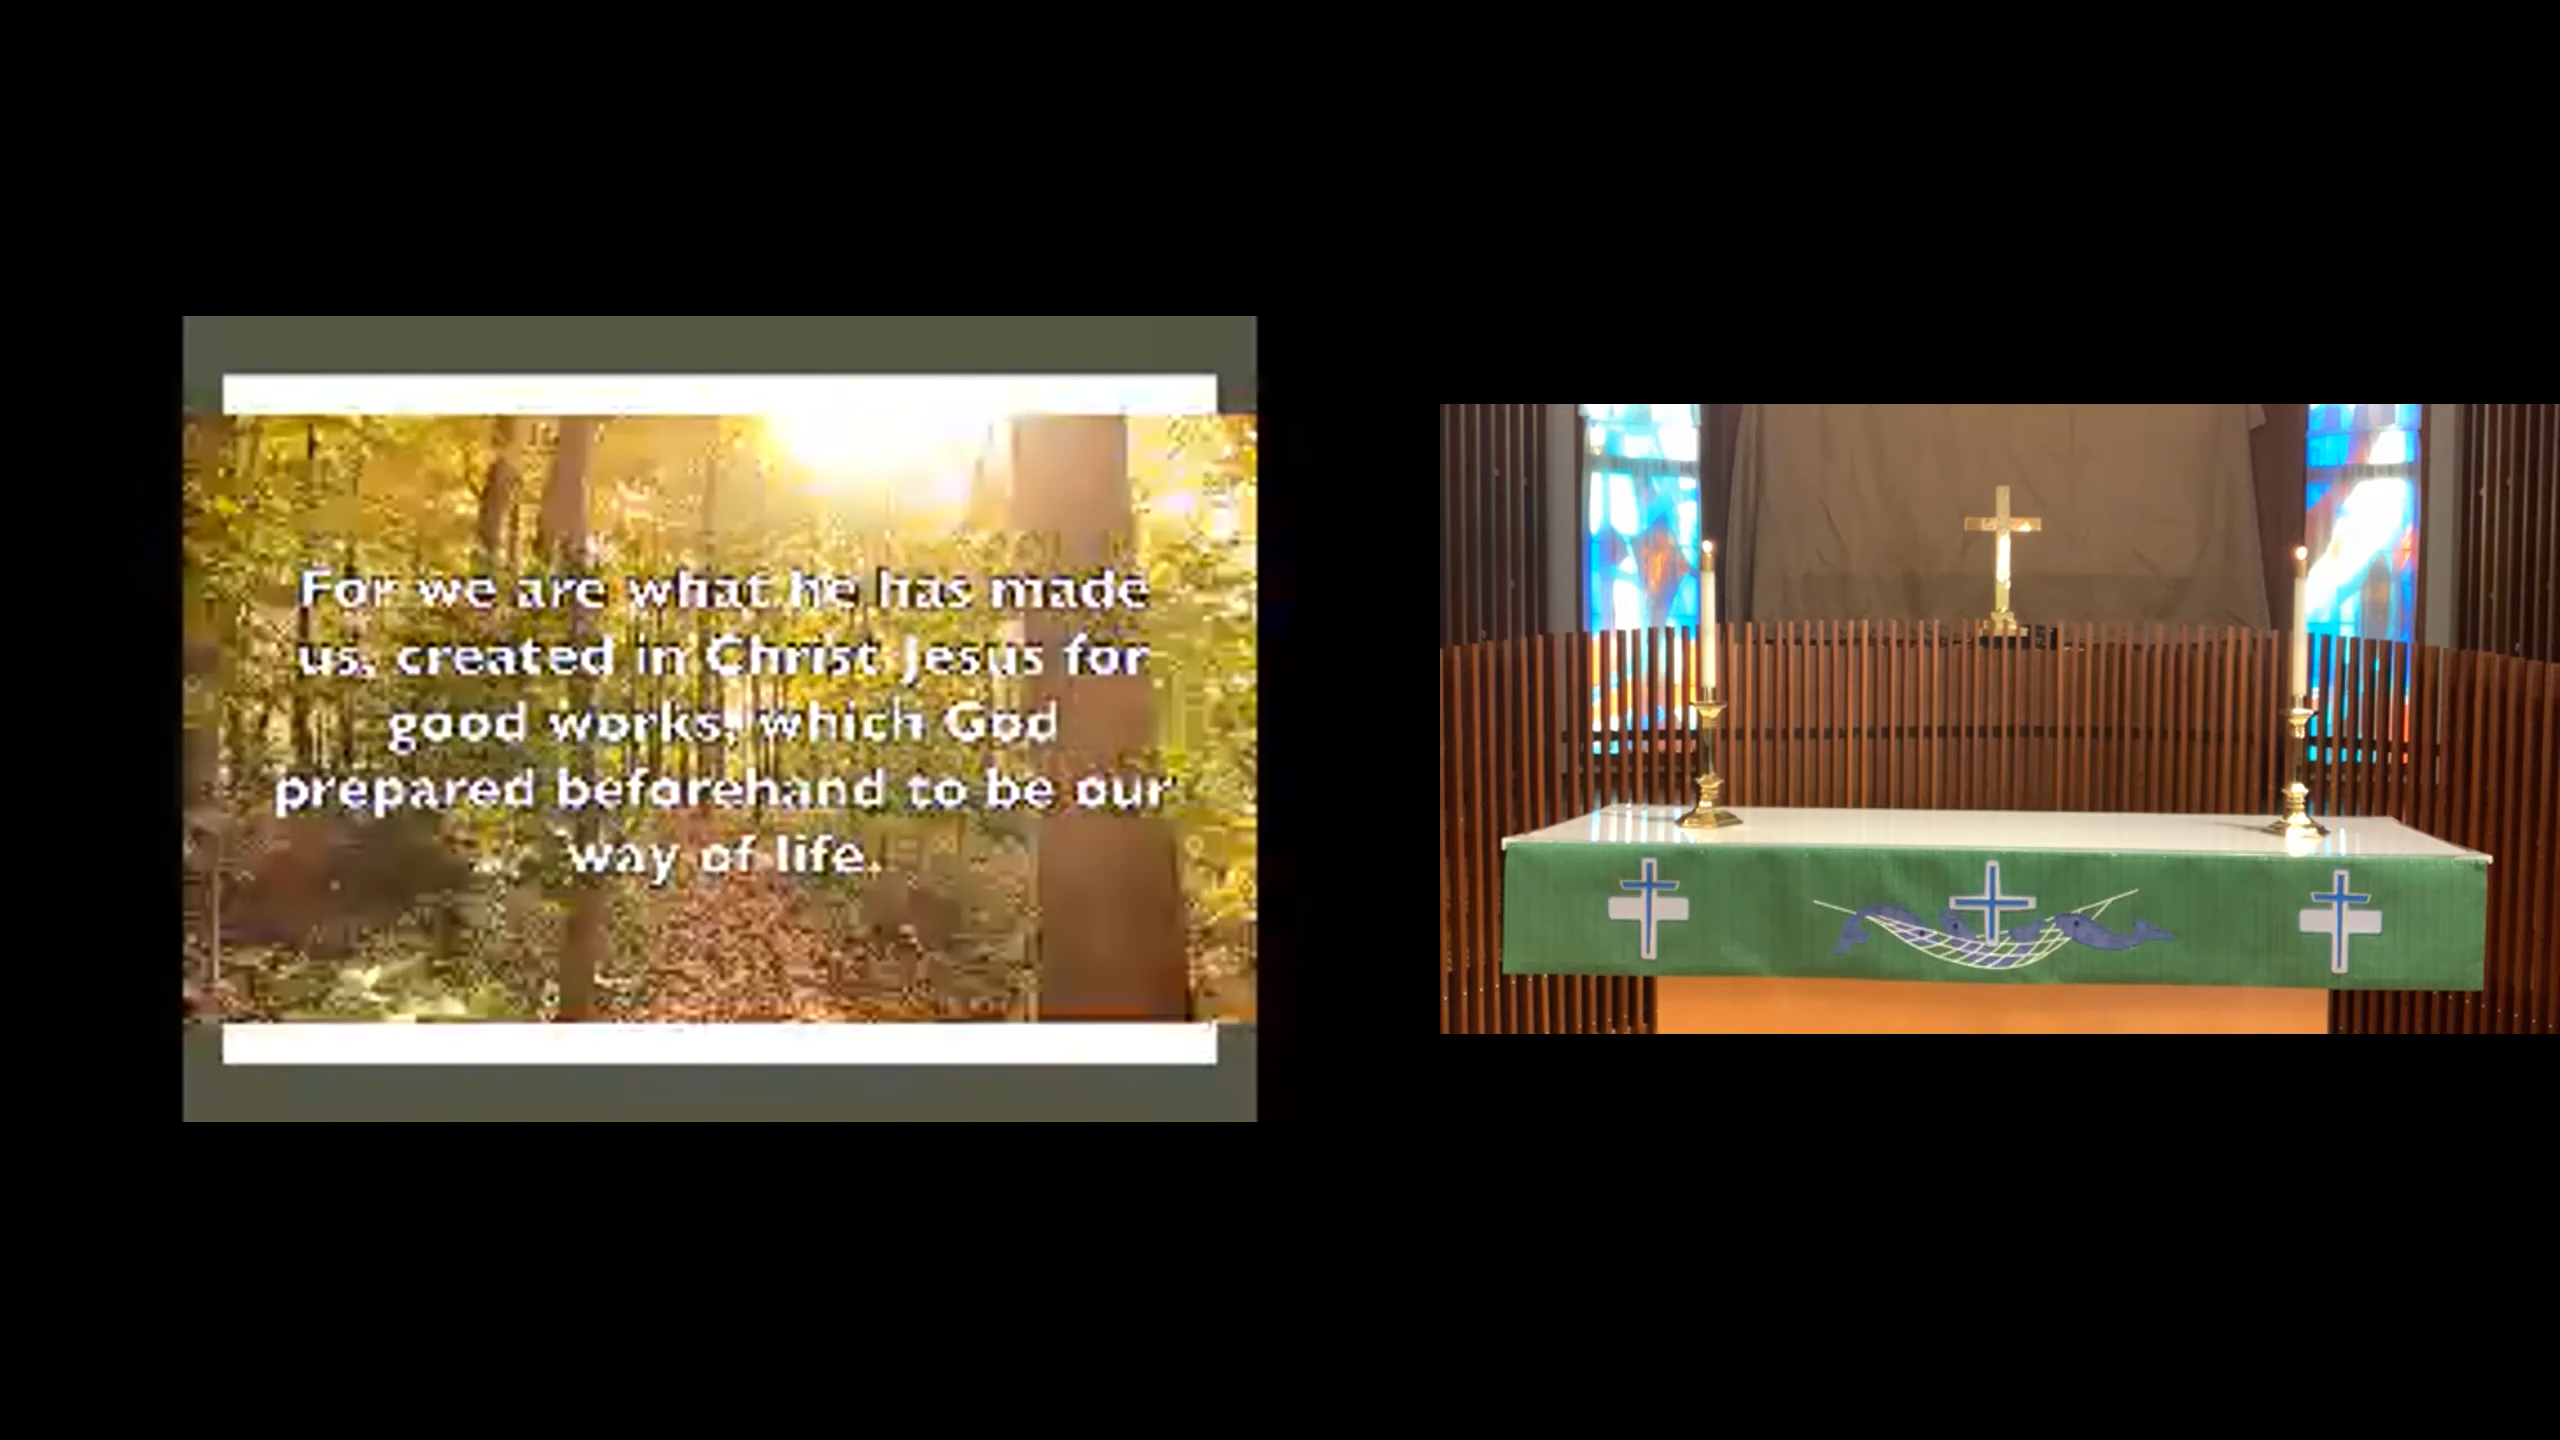 For we are what he has made
us, created in Christ Jesus for
good works, which God
prepared beforehand to be our
way of life.